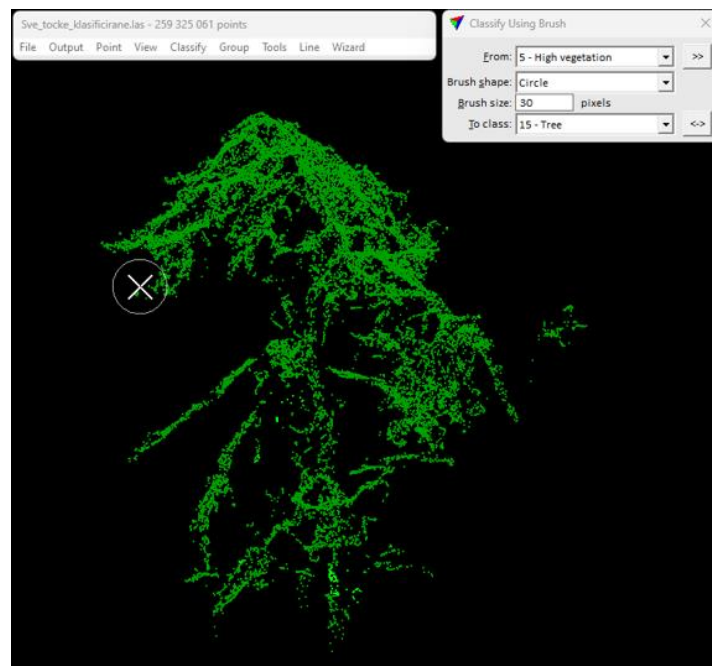 Sve_tocke_klasificirane.las - 259 325 061 points
File Output Point View Classify Group Tools Line Wizard
Classify Using Brush
From: 5 - High vegetation >>
Brush shape: Circle
Brush size: 30 pixels
To class: 15 - Tree <->